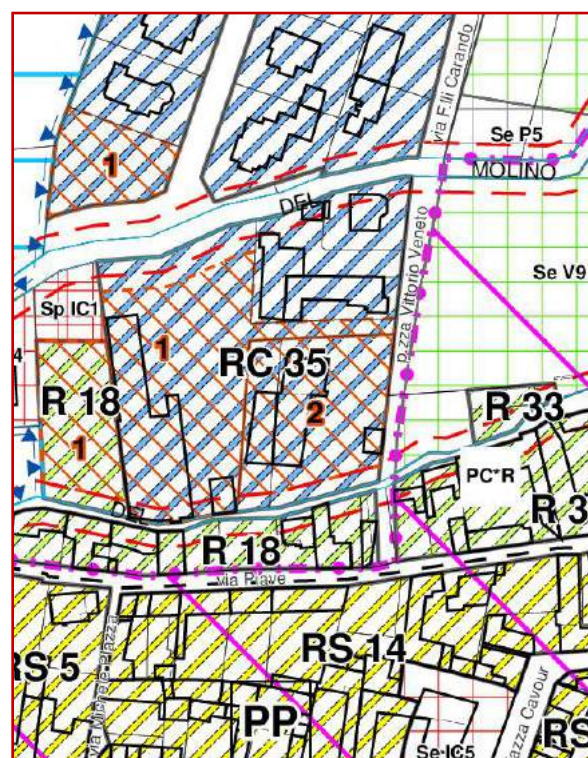 via F.lli Carando
1
Se P5
MOLINO
DEL
p.zza Vittorio Veneto
Se V9
Sp IC1
1
RC 35
R 18
1
2
R 33
PC*R
R 3
DEL
R 18
via Piave
RS 5
via Michele Piazza
RS 14
PP
Se IC5
azza Cavour
RS